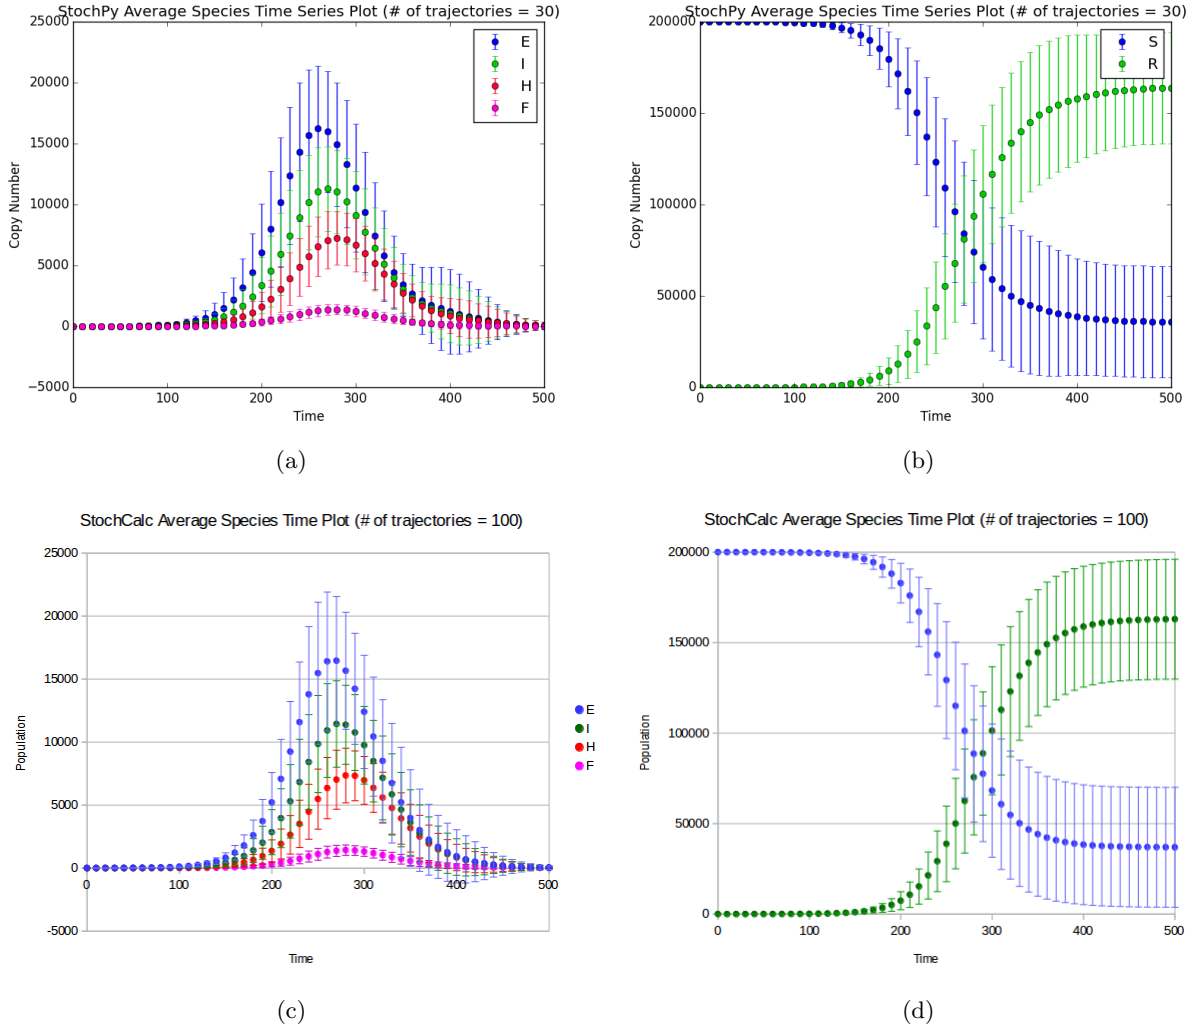 StochPy Average Species Time Series Plot (# of trajectories = 30)
25000
20000
15000
10000
5000
0
−5000
0 100 200 300 400 500
Copy Number
Time
E
I
H
F
(a)
StochPy Average Species Time Series Plot (# of trajectories = 30)
200000
150000
100000
50000
0
0 100 200 300 400 500
Copy Number
Time
S
R
(b)
StochCalc Average Species Time Plot (# of trajectories = 100)
25000
20000
15000
10000
5000
0
-5000
0 100 200 300 400 500
Population
Time
E
I
H
F
(c)
StochCalc Average Species Time Plot (# of trajectories = 100)
200000
150000
100000
50000
0
0 100 200 300 400 500
Population
Time
(d)